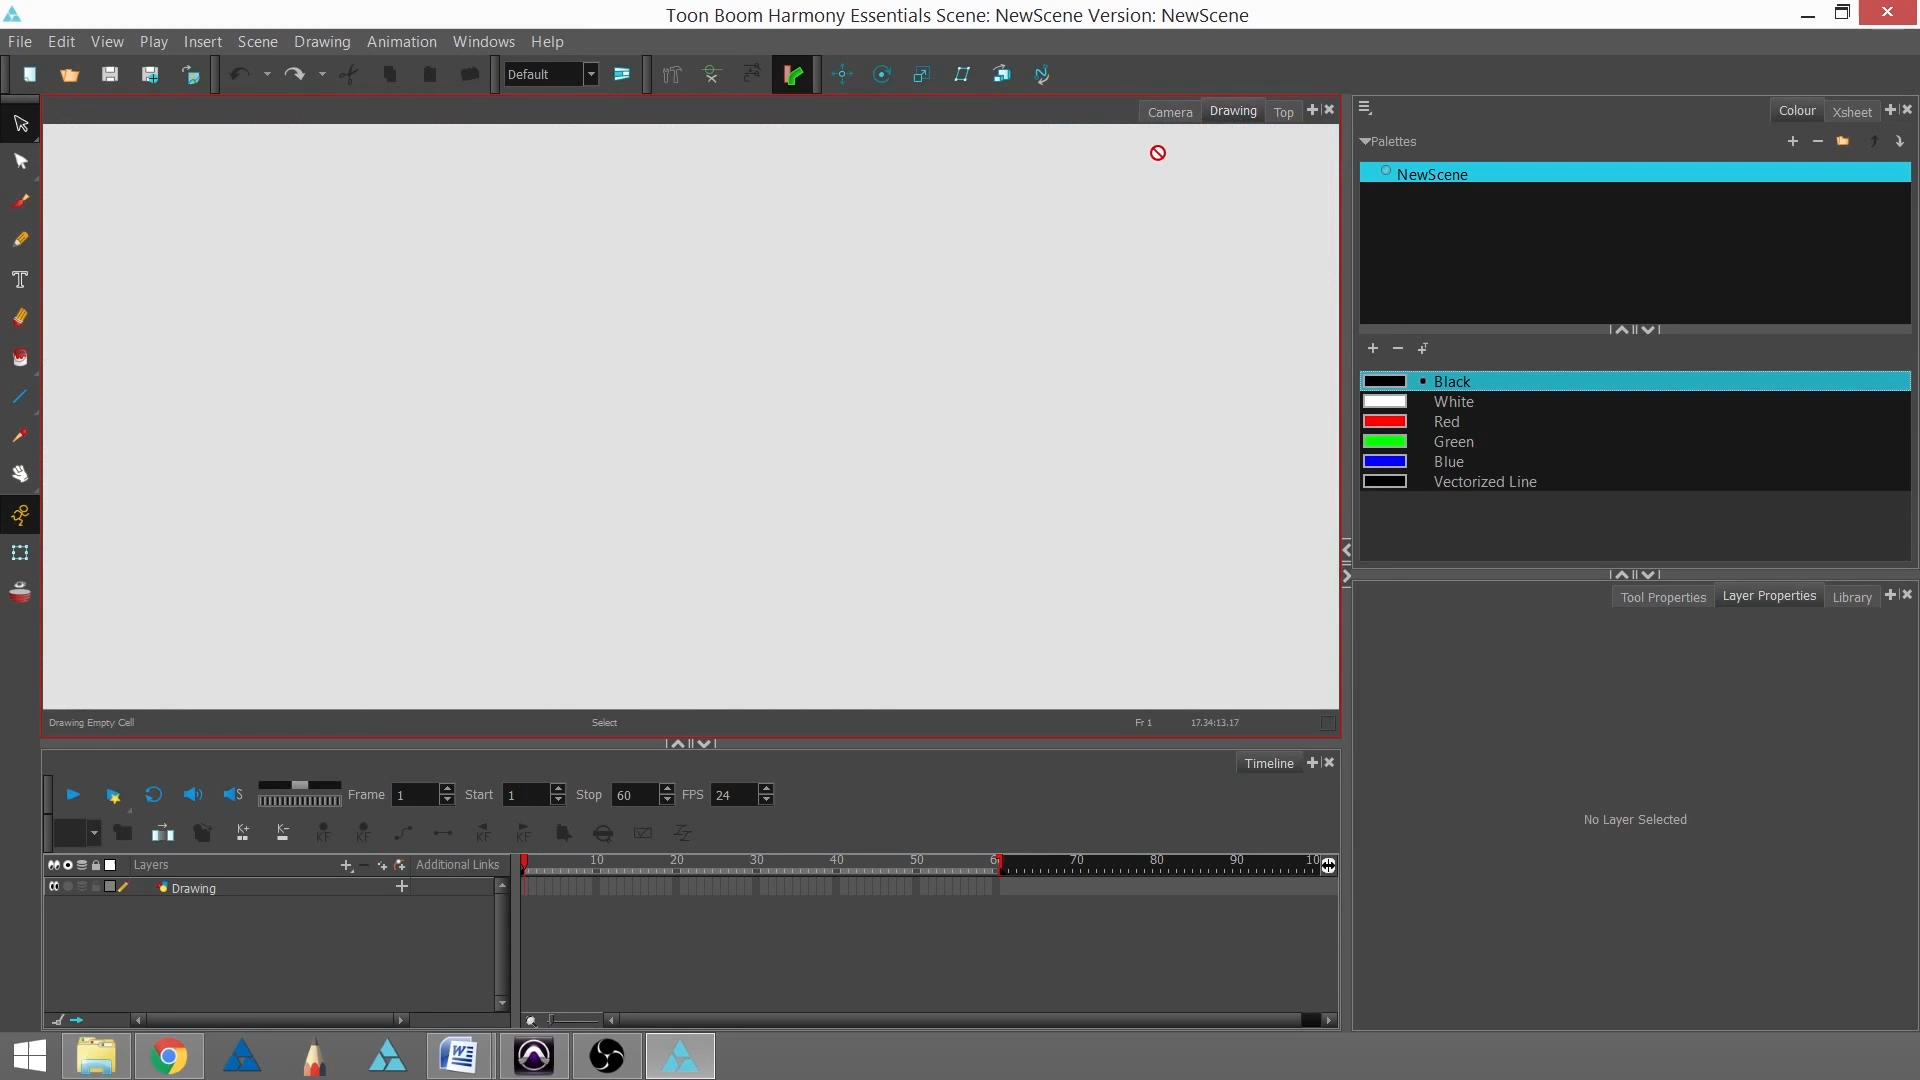 Toon Boom Harmony Essentials Scene: NewScene Version: NewScene
File Edit View Play Insert Scene Drawing Animation Windows Help
Default
Camera Drawing Top
Colour Xsheet
Palettes
NewScene
Black
White
Red
Green
Blue
Vectorized Line
Tool Properties Layer Properties Library
No Layer Selected
Drawing Empty Cell Select Fr 1 17.34:13.17
Timeline
Frame 1 Start 1 Stop 60 FPS 24
Layers Additional Links 10 20 30 40 50 6 70 80 90 10
Drawing